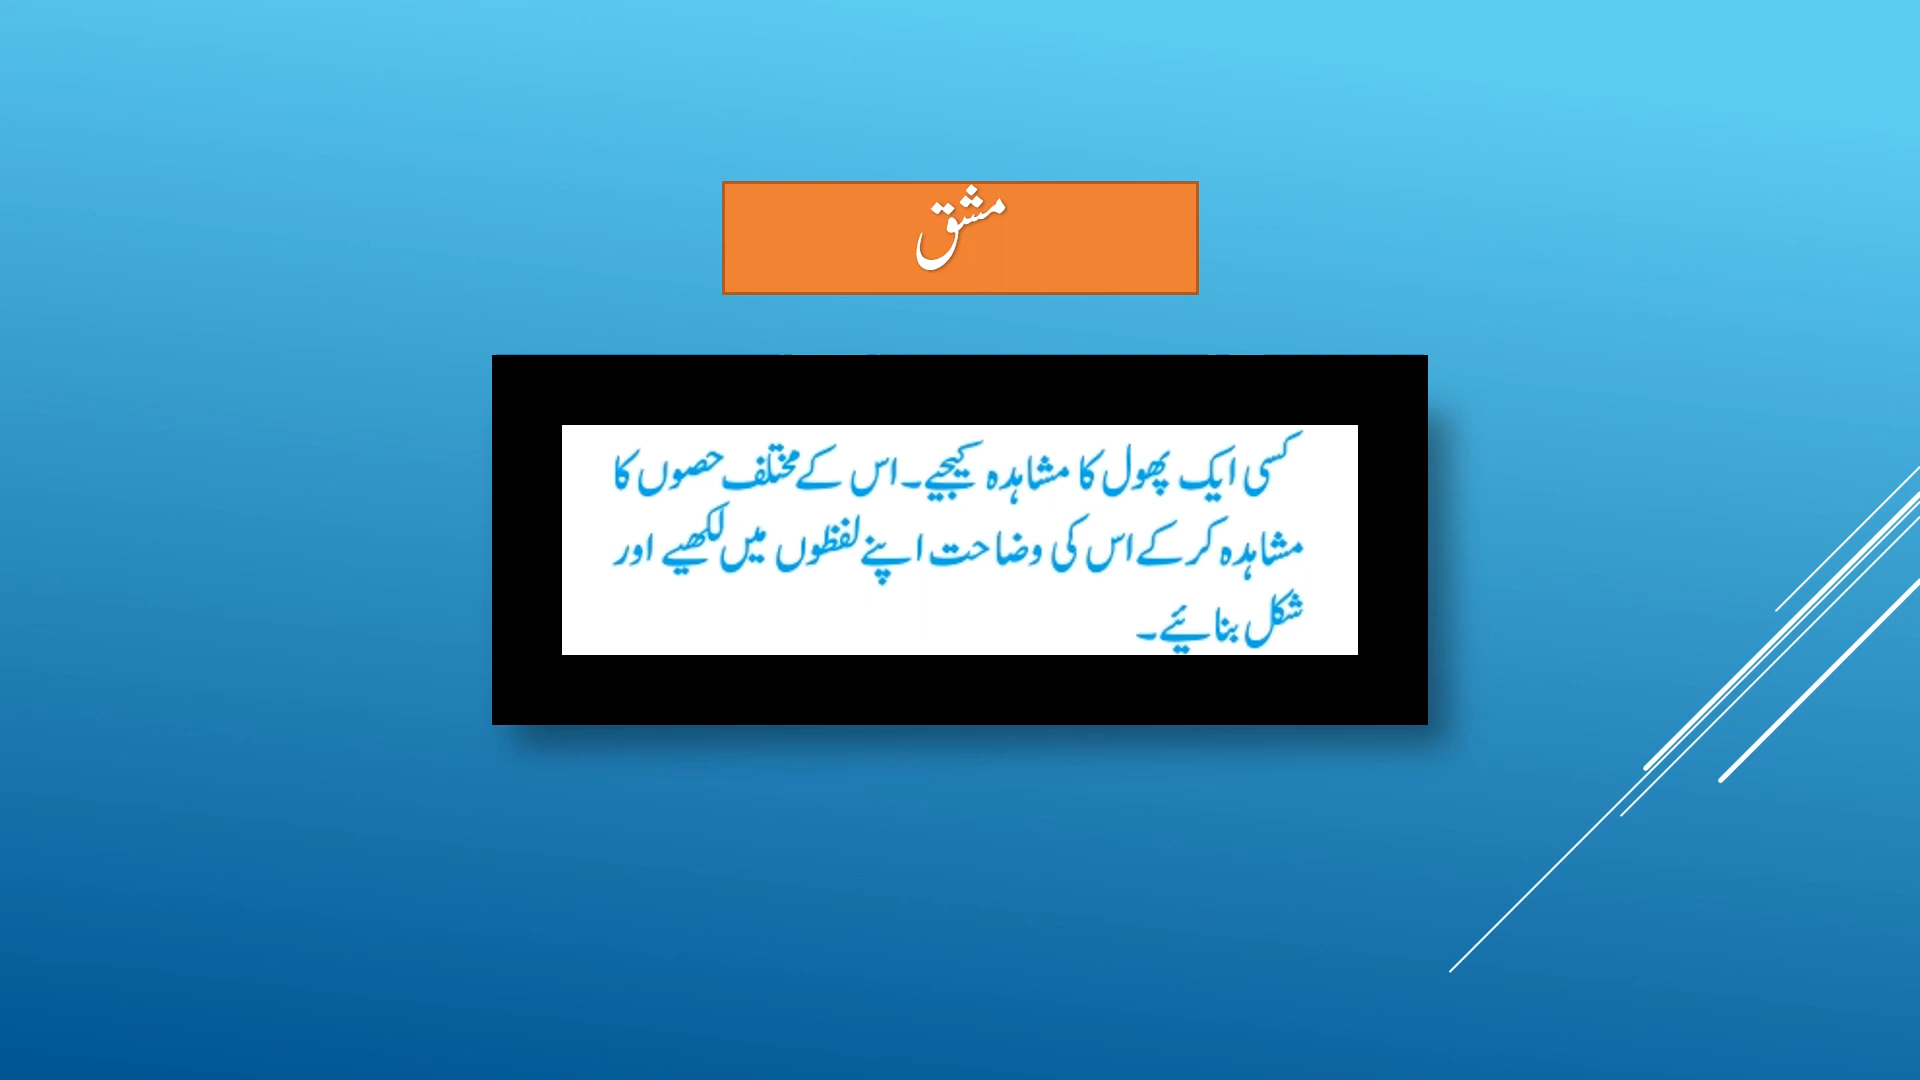 مشق
کسی ایک پھول کا مشاہدہ کیجیے۔ اس کے مختلف حصوں کا
مشاہدہ کر کے اس کی وضاحت اپنے لفظوں میں لکھیے اور
شکل بنائیے۔